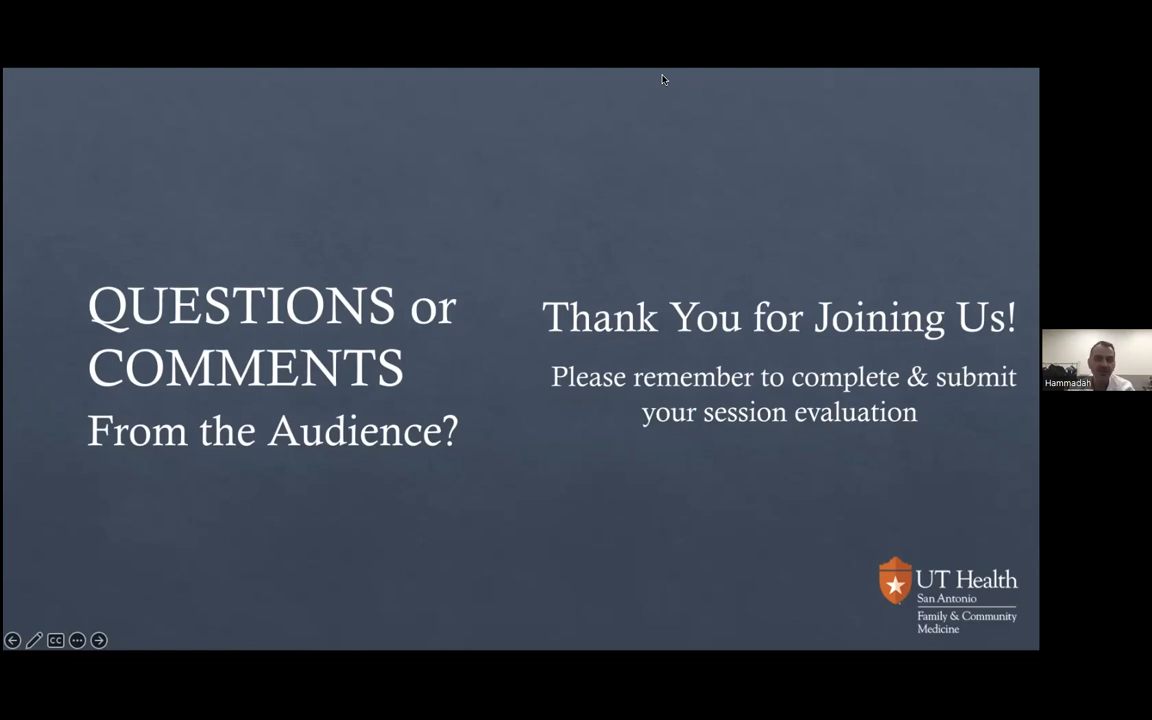 QUESTIONS or
COMMENTS
From the Audience?
Thank You for Joining Us!
Please remember to complete & submit
your session evaluation
Hammadah
UT Health
San Antonio
Family & Community
Medicine
CC